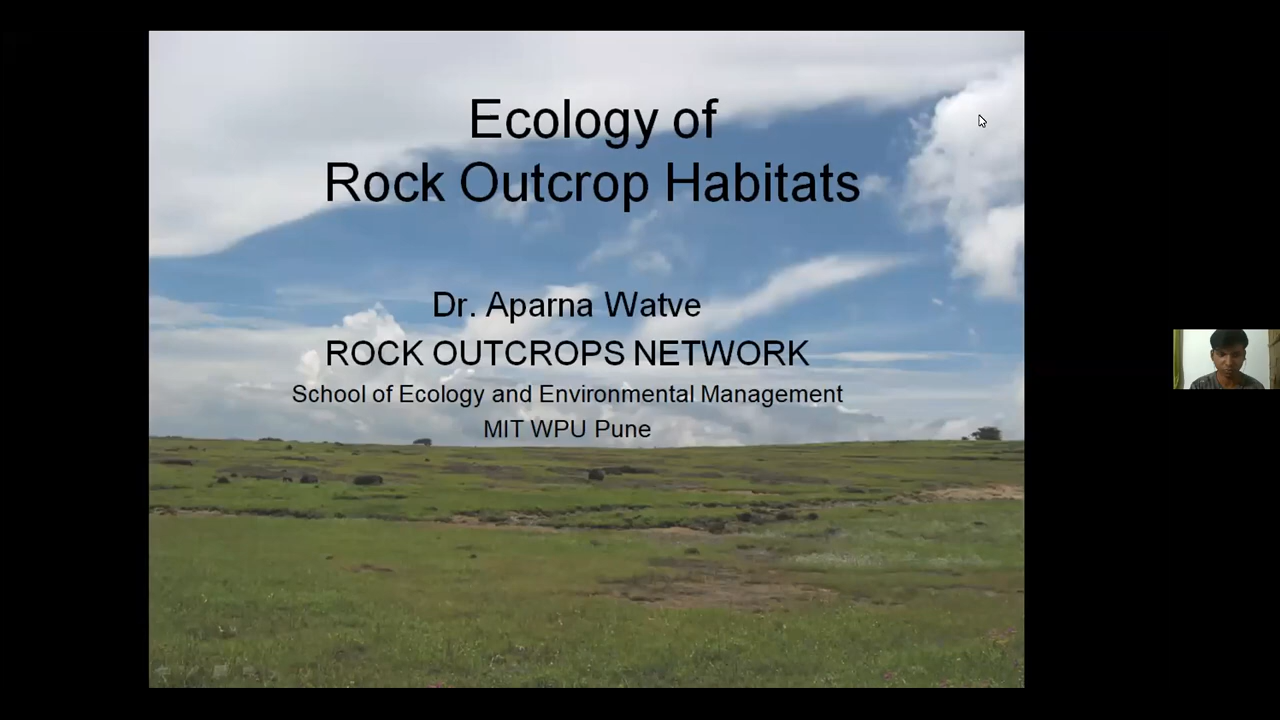 Ecology of
Rock Outcrop Habitats
Dr. Aparna Watve
ROCK OUTCROPS NETWORK
School of Ecology and Environmental Management
MIT WPU Pune